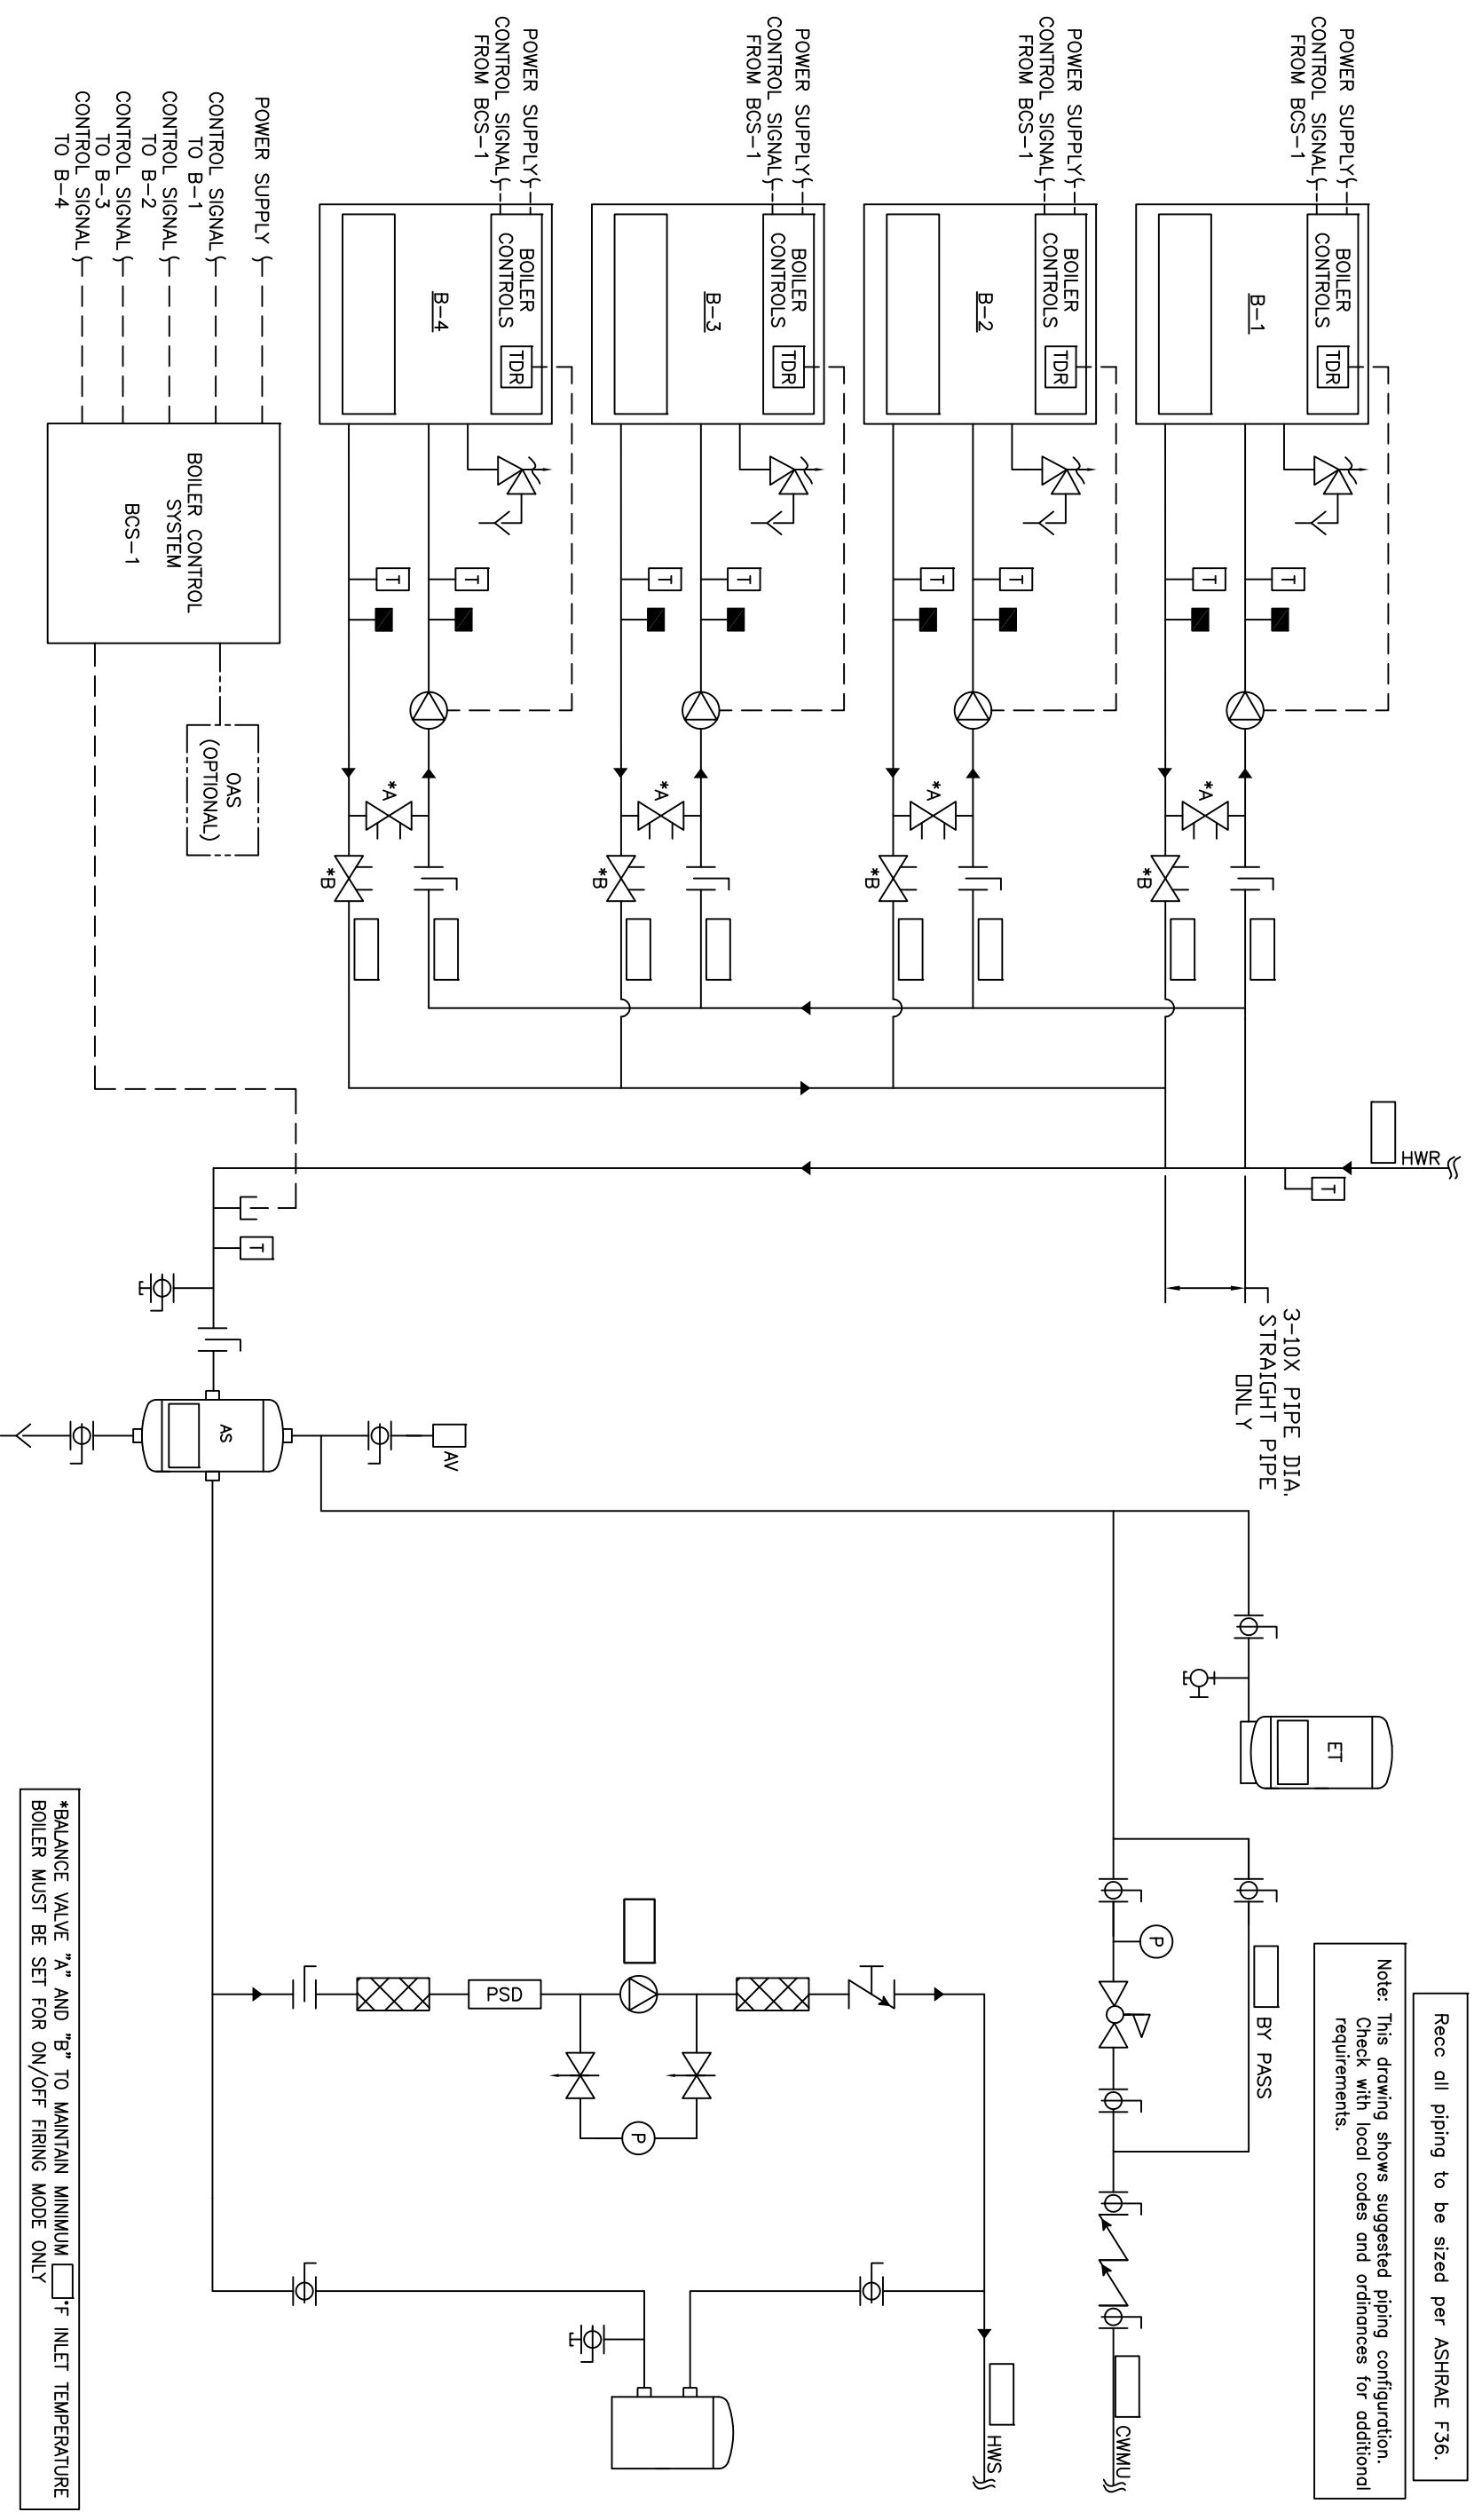 Recc all piping to be sized per ASHRAE F36.
Note: This drawing shows suggested piping configuration.
Check with local codes and ordinances for additional
requirements.
POWER SUPPLY
CONTROL SIGNAL
FROM BCS-1
BOILER
CONTROLS
TDR
B-1
POWER SUPPLY
CONTROL SIGNAL
FROM BCS-1
BOILER
CONTROLS
TDR
B-2
POWER SUPPLY
CONTROL SIGNAL
FROM BCS-1
BOILER
CONTROLS
TDR
B-3
POWER SUPPLY
CONTROL SIGNAL
FROM BCS-1
BOILER
CONTROLS
TDR
B-4
T
T
T
T
T
T
T
T
*A
*B
*A
*B
*A
*B
*A
*B
POWER SUPPLY
CONTROL SIGNAL
TO B-1
CONTROL SIGNAL
TO B-2
CONTROL SIGNAL
TO B-3
CONTROL SIGNAL
TO B-4
BOILER CONTROL
SYSTEM
BCS-1
OAS
(OPTIONAL)
HWR
T
3-10X PIPE DIA.
STRAIGHT PIPE
ONLY
T
AS
AV
ET
BY PASS
P
CWMU
PSD
P
HWS
*BALANCE VALVE "A" AND "B" TO MAINTAIN MINIMUM °F INLET TEMPERATURE
BOILER MUST BE SET FOR ON/OFF FIRING MODE ONLY